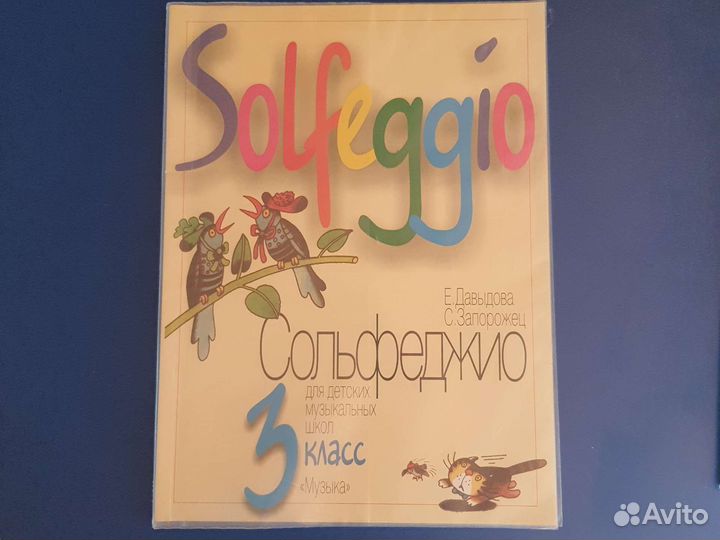 Solfeggio
Е. Давыдова
С. Запорожец
Сольфеджио
для детских
музыкальных
школ
3 класс
«Музыка»
Avito